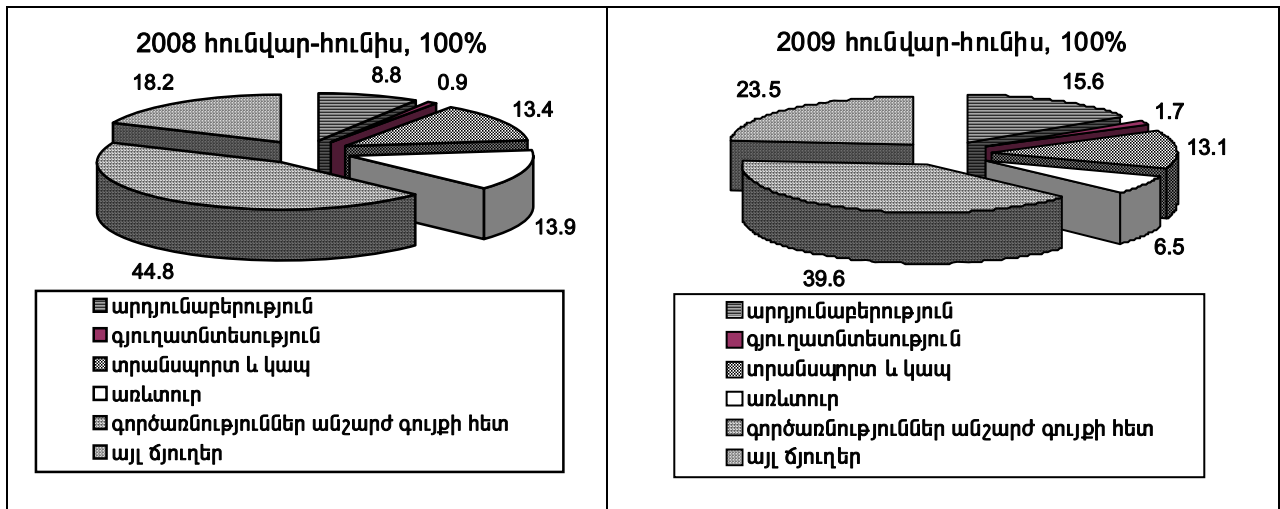 2008 հունվար-հունիս, 100%
18.2
8.8
0.9
13.4
13.9
44.8
արդյունաբերություն
գյուղատնտեսություն
տրանսպորտ և կապ
առևտուր
գործառնություններ անշարժ գույքի հետ
այլ ճյուղեր
2009 հունվար-հունիս, 100%
23.5
15.6
1.7
13.1
6.5
39.6
արդյունաբերություն
գյուղատնտեսություն
տրանսպորտ և կապ
առևտուր
գործառնություններ անշարժ գույքի հետ
այլ ճյուղեր